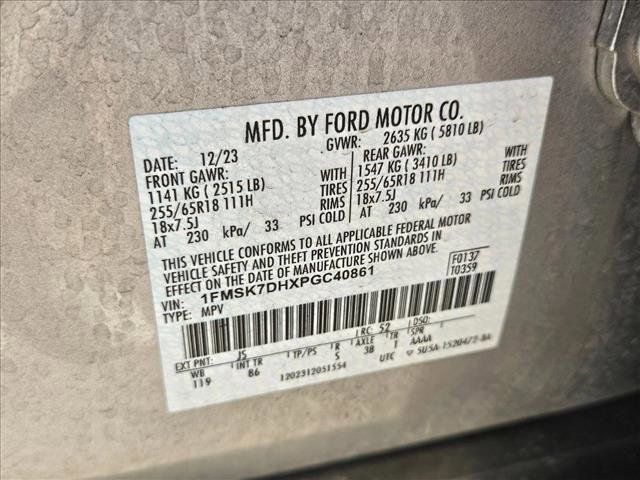 MFD. BY FORD MOTOR CO.
DATE: 12/23 GVWR: 2635 KG ( 5810 LB)
FRONT GAWR: WITH REAR GAWR: WITH
1141 KG ( 2515 LB) TIRES 1547 KG ( 3410 LB) TIRES
255/65R18 111H RIMS 255/65R18 111H RIMS
18x7.5J 18x7.5J
AT 230 kPa/ 33 PSI COLD AT 230 kPa/ 33 PSI COLD
THIS VEHICLE CONFORMS TO ALL APPLICABLE FEDERAL MOTOR
VEHICLE SAFETY AND THEFT PREVENTION STANDARDS IN
EFFECT ON THE DATE OF MANUFACTURE SHOWN ABOVE.
VIN: 1FMSK7DHXPGC40861 F0137
TYPE: MPV T0359
EXT PNT: JS RC: 52 DSO:
WB INT TR TP/PS R AXLE TR SPR
119 86 5 38 1 AAAA
1202312051554 UTC